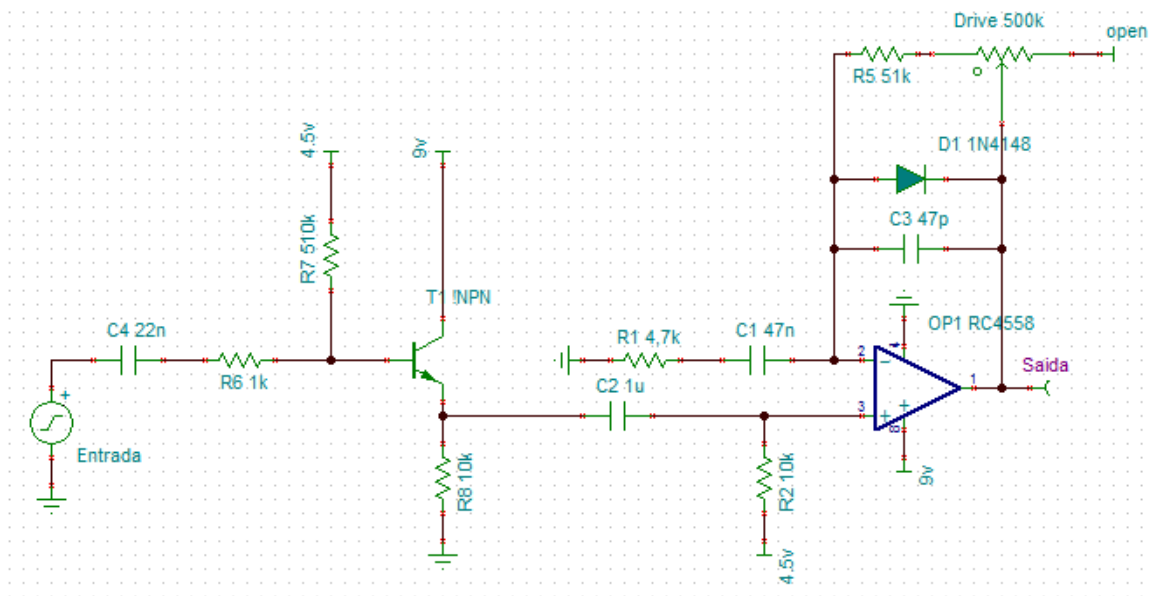 Drive 500k
open
R5 51k
4.5v
9v
D1 1N4148
R7 510k
C3 47p
T1 !NPN
C4 22n
R1 4,7k
C1 47n
4
OP1 RC4558
2
Saida
R6 1k
C2 1u
1
+
3
8
Entrada
R8 10k
R2 10k
9v
4.5v